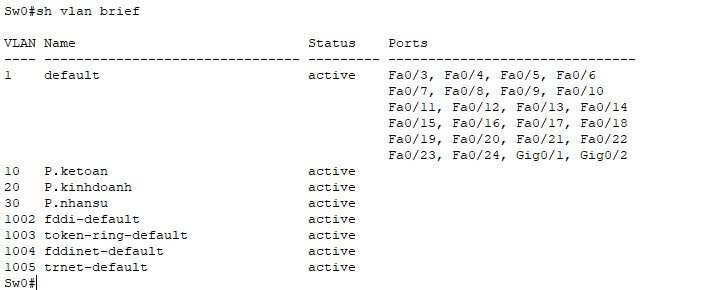 Sw0#sh vlan brief
VLAN Name                             Status    Ports
---- -------------------------------- --------- -------------------------------
1    default                          active    Fa0/3, Fa0/4, Fa0/5, Fa0/6
                                                Fa0/7, Fa0/8, Fa0/9, Fa0/10
                                                Fa0/11, Fa0/12, Fa0/13, Fa0/14
                                                Fa0/15, Fa0/16, Fa0/17, Fa0/18
                                                Fa0/19, Fa0/20, Fa0/21, Fa0/22
                                                Fa0/23, Fa0/24, Gig0/1, Gig0/2
10   P.ketoan                         active
20   P.kinhdoanh                      active
30   P.nhansu                         active
1002 fddi-default                     active
1003 token-ring-default               active
1004 fddinet-default                  active
1005 trnet-default                    active
Sw0#